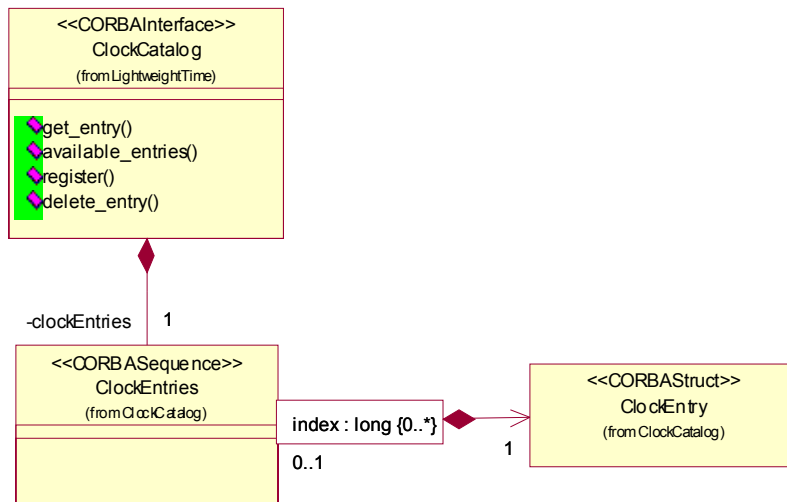 <<CORBAInterface>>
ClockCatalog
(from LightweightTime)
get_entry()
available_entries()
register()
delete_entry()
-clockEntries 1
<<CORBASequence>>
ClockEntries
(from ClockCatalog)
index : long {0..*}
0..1
1
<<CORBAStruct>>
ClockEntry
(from ClockCatalog)